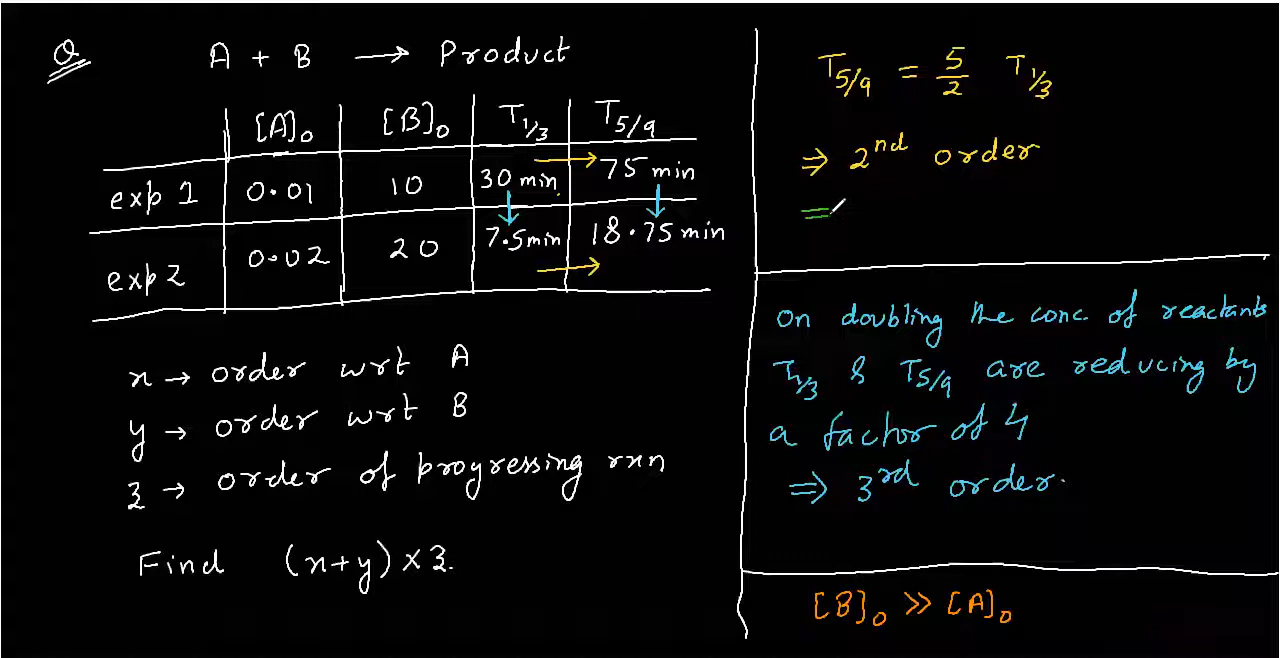 Q A + B → Product
[A]₀ [B]₀ T₁/₃ T₅/₉
exp 1 0.01 10 30 min → 75 min
exp 2 0.02 20 7.5min → 18.75 min
x → order wrt A
y → order wrt B
z → order of progressing rxn
Find (x+y) × z.
T₅/₉ = 5/2 T₁/₃
⇒ 2nd order
=
On doubling the conc of reactants
T₁/₃ & T₅/₉ are reducing by
a factor of 4
⇒ 3rd order.
[B]₀ >> [A]₀